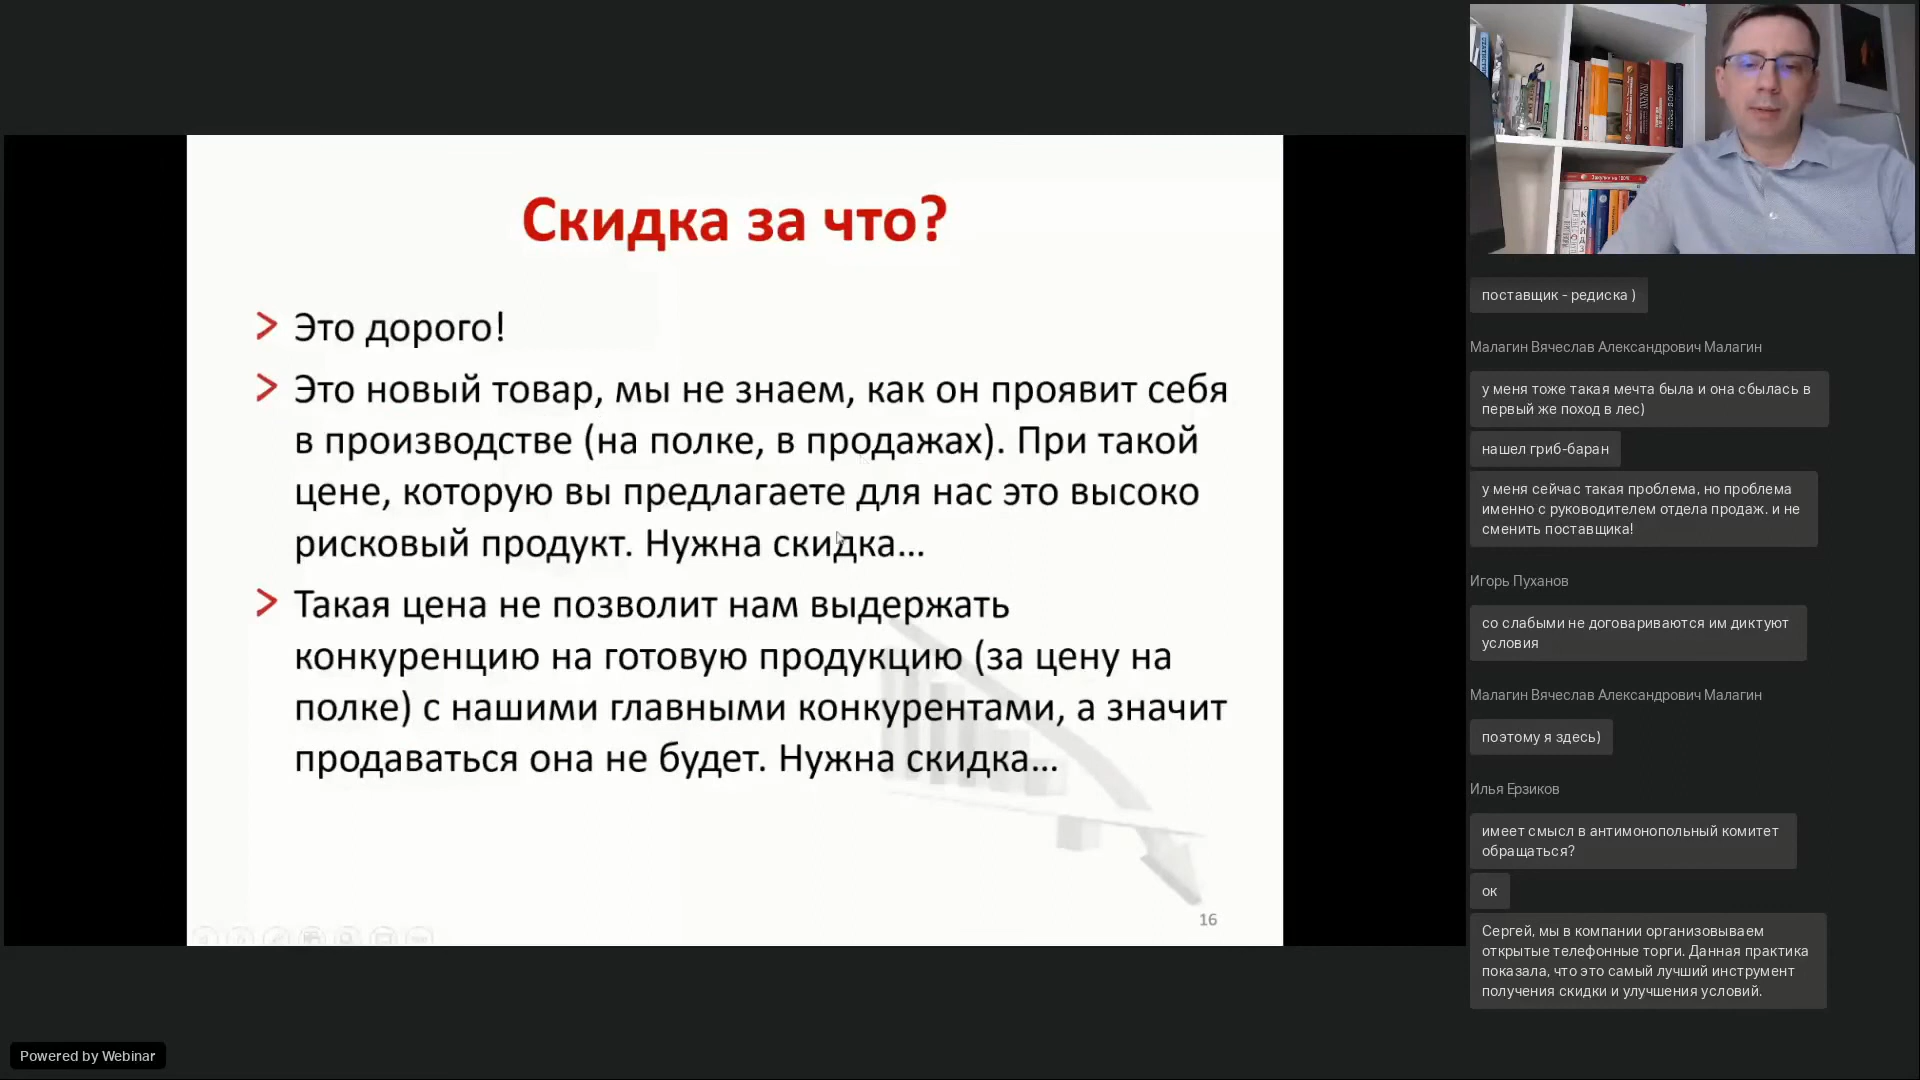 Скидка за что?
> Это дорого!
> Это новый товар, мы не знаем, как он проявит себя
в производстве (на полке, в продажах). При такой
цене, которую вы предлагаете для нас это высоко
рисковый продукт. Нужна скидка...
> Такая цена не позволит нам выдержать
конкуренцию на готовую продукцию (за цену на
полке) с нашими главными конкурентами, а значит
продаваться она не будет. Нужна скидка...
16
поставщик - редиска )
Малагин Вячеслав Александрович Малагин
у меня тоже такая мечта была и она сбылась в
первый же поход в лес)
нашел гриб-баран
у меня сейчас такая проблема, но проблема
именно с руководителем отдела продаж. и не
сменить поставщика!
Игорь Пуханов
со слабыми не договариваются им диктуют
условия
Малагин Вячеслав Александрович Малагин
поэтому я здесь)
Илья Ерзиков
имеет смысл в антимонопольный комитет
обращаться?
ок
Сергей, мы в компании организовываем
открытые телефонные торги. Данная практика
показала, что это самый лучший инструмент
получения скидки и улучшения условий.
Powered by Webinar